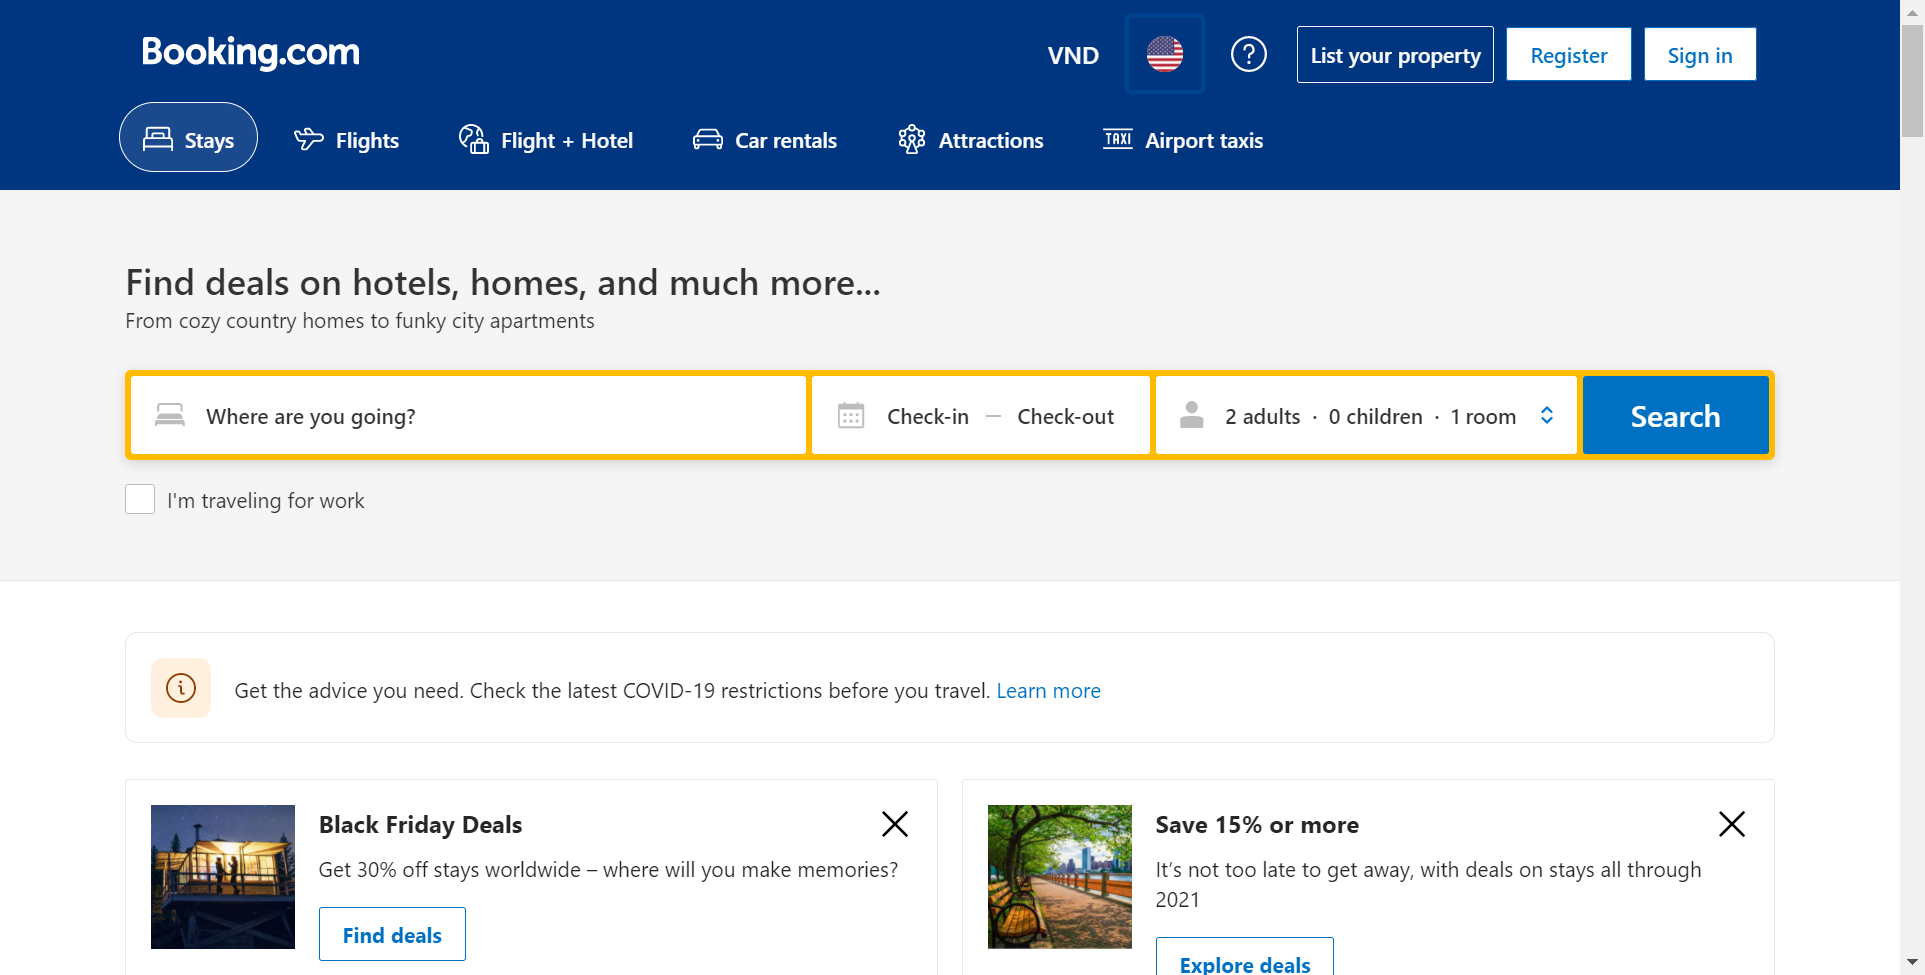 Booking.com
VND
List your property
Register
Sign in
Stays
Flights
Flight + Hotel
Car rentals
Attractions
TAXI
Airport taxis
Find deals on hotels, homes, and much more...
From cozy country homes to funky city apartments
Where are you going?
Check-in — Check-out
2 adults · 0 children · 1 room
Search
I'm traveling for work
Get the advice you need. Check the latest COVID-19 restrictions before you travel. Learn more
Black Friday Deals
Get 30% off stays worldwide – where will you make memories?
Find deals
Save 15% or more
It’s not too late to get away, with deals on stays all through
2021
Explore deals